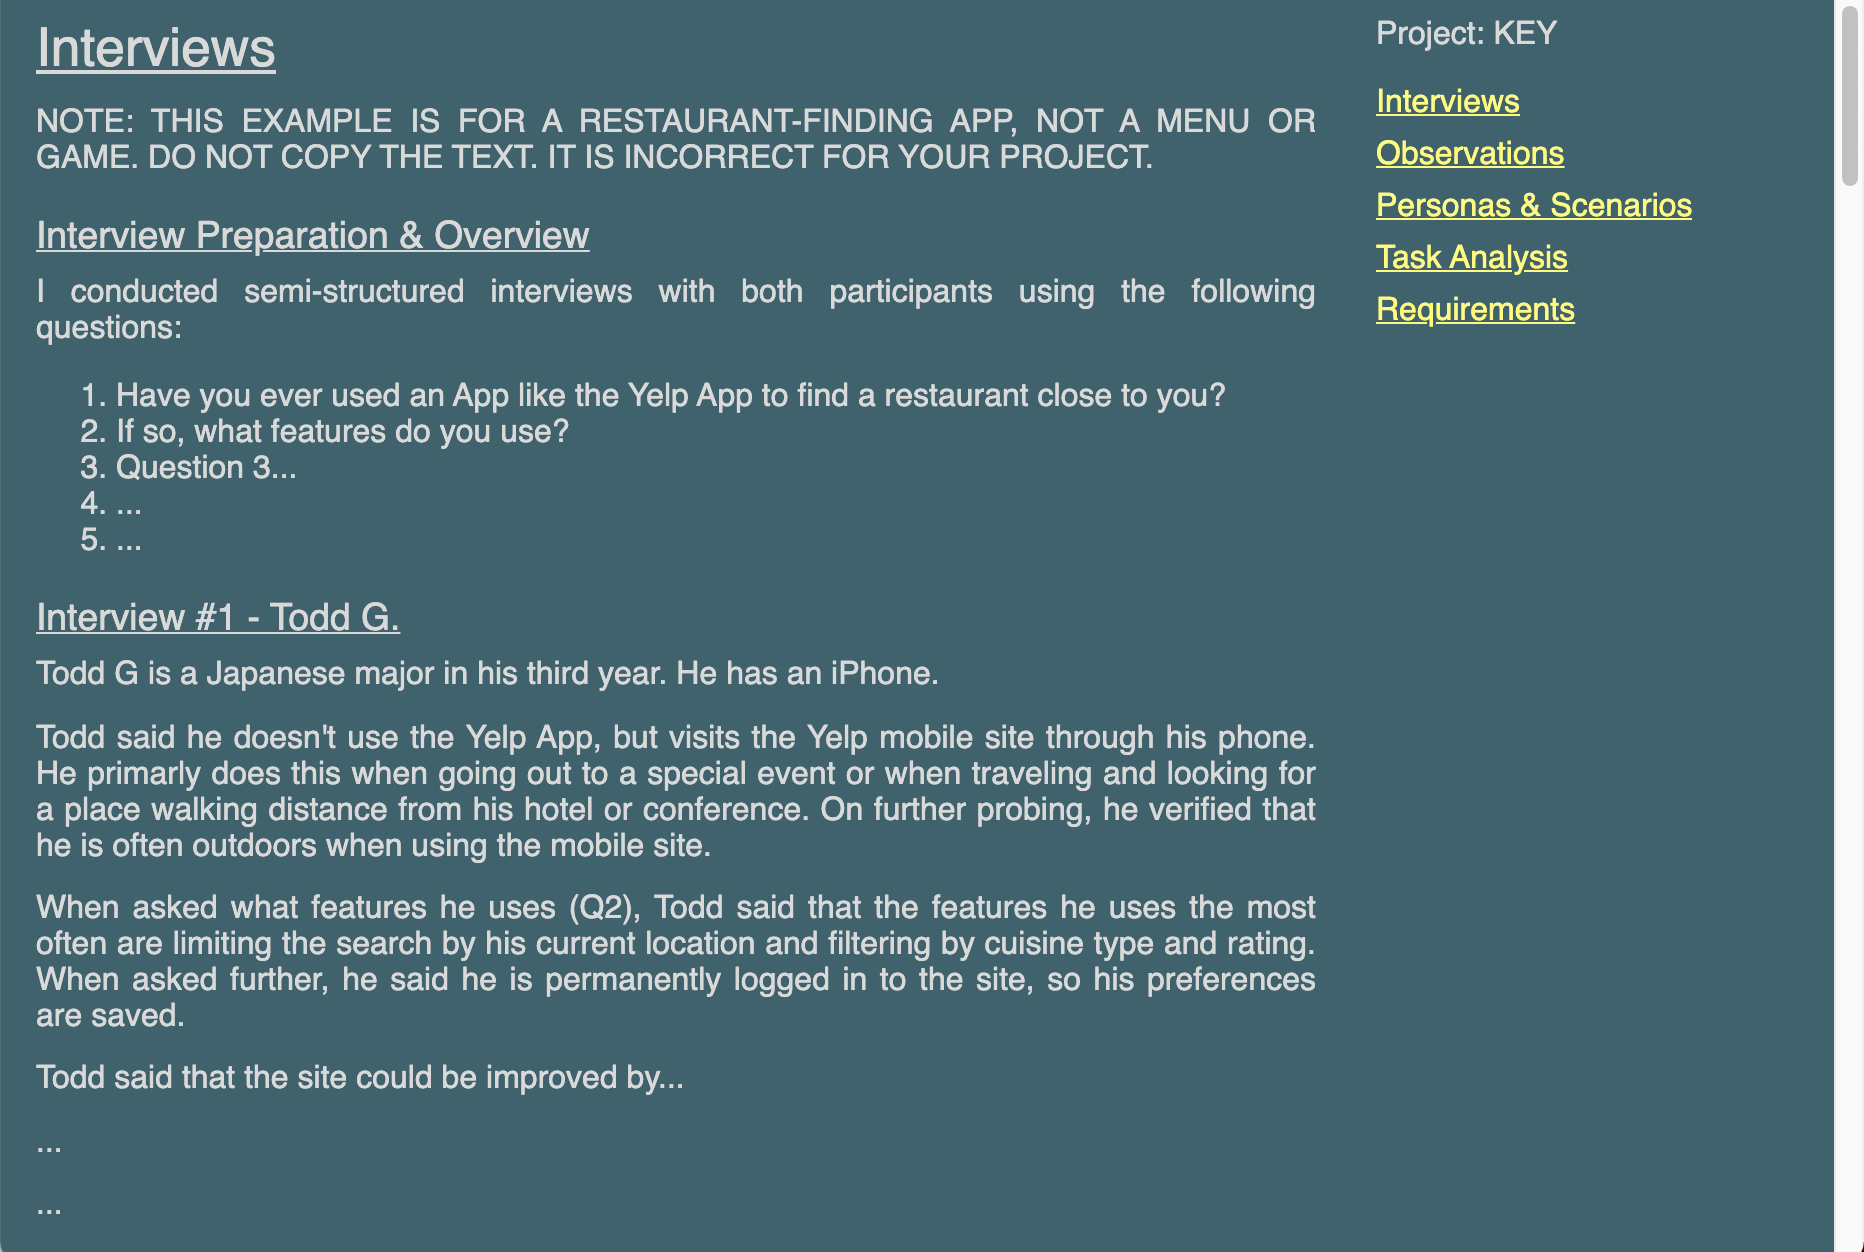 Interviews
NOTE: THIS EXAMPLE IS FOR A RESTAURANT-FINDING APP, NOT A MENU OR
GAME. DO NOT COPY THE TEXT. IT IS INCORRECT FOR YOUR PROJECT.
Interview Preparation & Overview
I conducted semi-structured interviews with both participants using the following
questions:
1. Have you ever used an App like the Yelp App to find a restaurant close to you?
2. If so, what features do you use?
3. Question 3...
4. ...
5. ...
Interview #1 - Todd G.
Todd G is a Japanese major in his third year. He has an iPhone.
Todd said he doesn't use the Yelp App, but visits the Yelp mobile site through his phone.
He primarly does this when going out to a special event or when traveling and looking for
a place walking distance from his hotel or conference. On further probing, he verified that
he is often outdoors when using the mobile site.
When asked what features he uses (Q2), Todd said that the features he uses the most
often are limiting the search by his current location and filtering by cuisine type and rating.
When asked further, he said he is permanently logged in to the site, so his preferences
are saved.
Todd said that the site could be improved by...
...
...
Project: KEY
Interviews
Observations
Personas & Scenarios
Task Analysis
Requirements